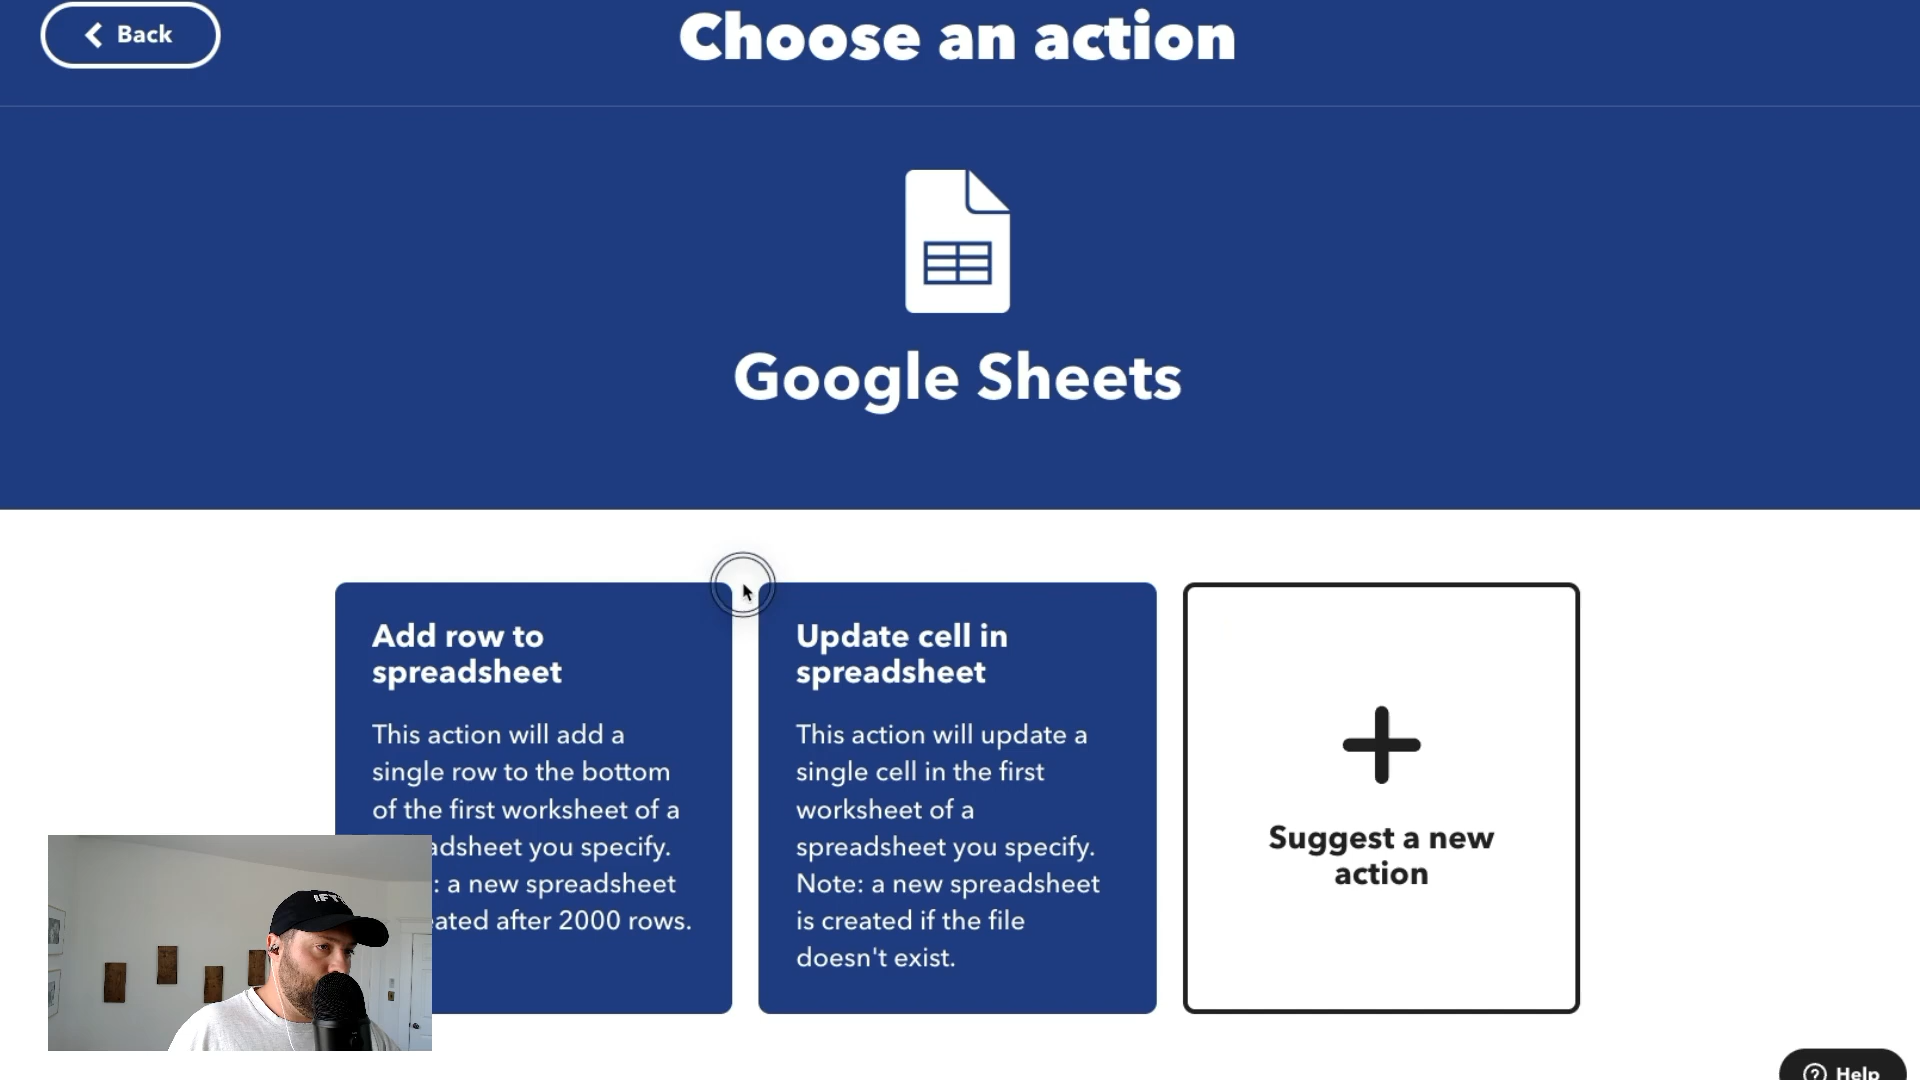 Back
Choose an action
Google Sheets
Add row to
spreadsheet
This action will add a
single row to the bottom
of the first worksheet of a
adsheet you specify.
: a new spreadsheet
ated after 2000 rows.
Update cell in
spreadsheet
This action will update a
single cell in the first
worksheet of a
spreadsheet you specify.
Note: a new spreadsheet
is created if the file
doesn't exist.
Suggest a new
action
IFT
Help